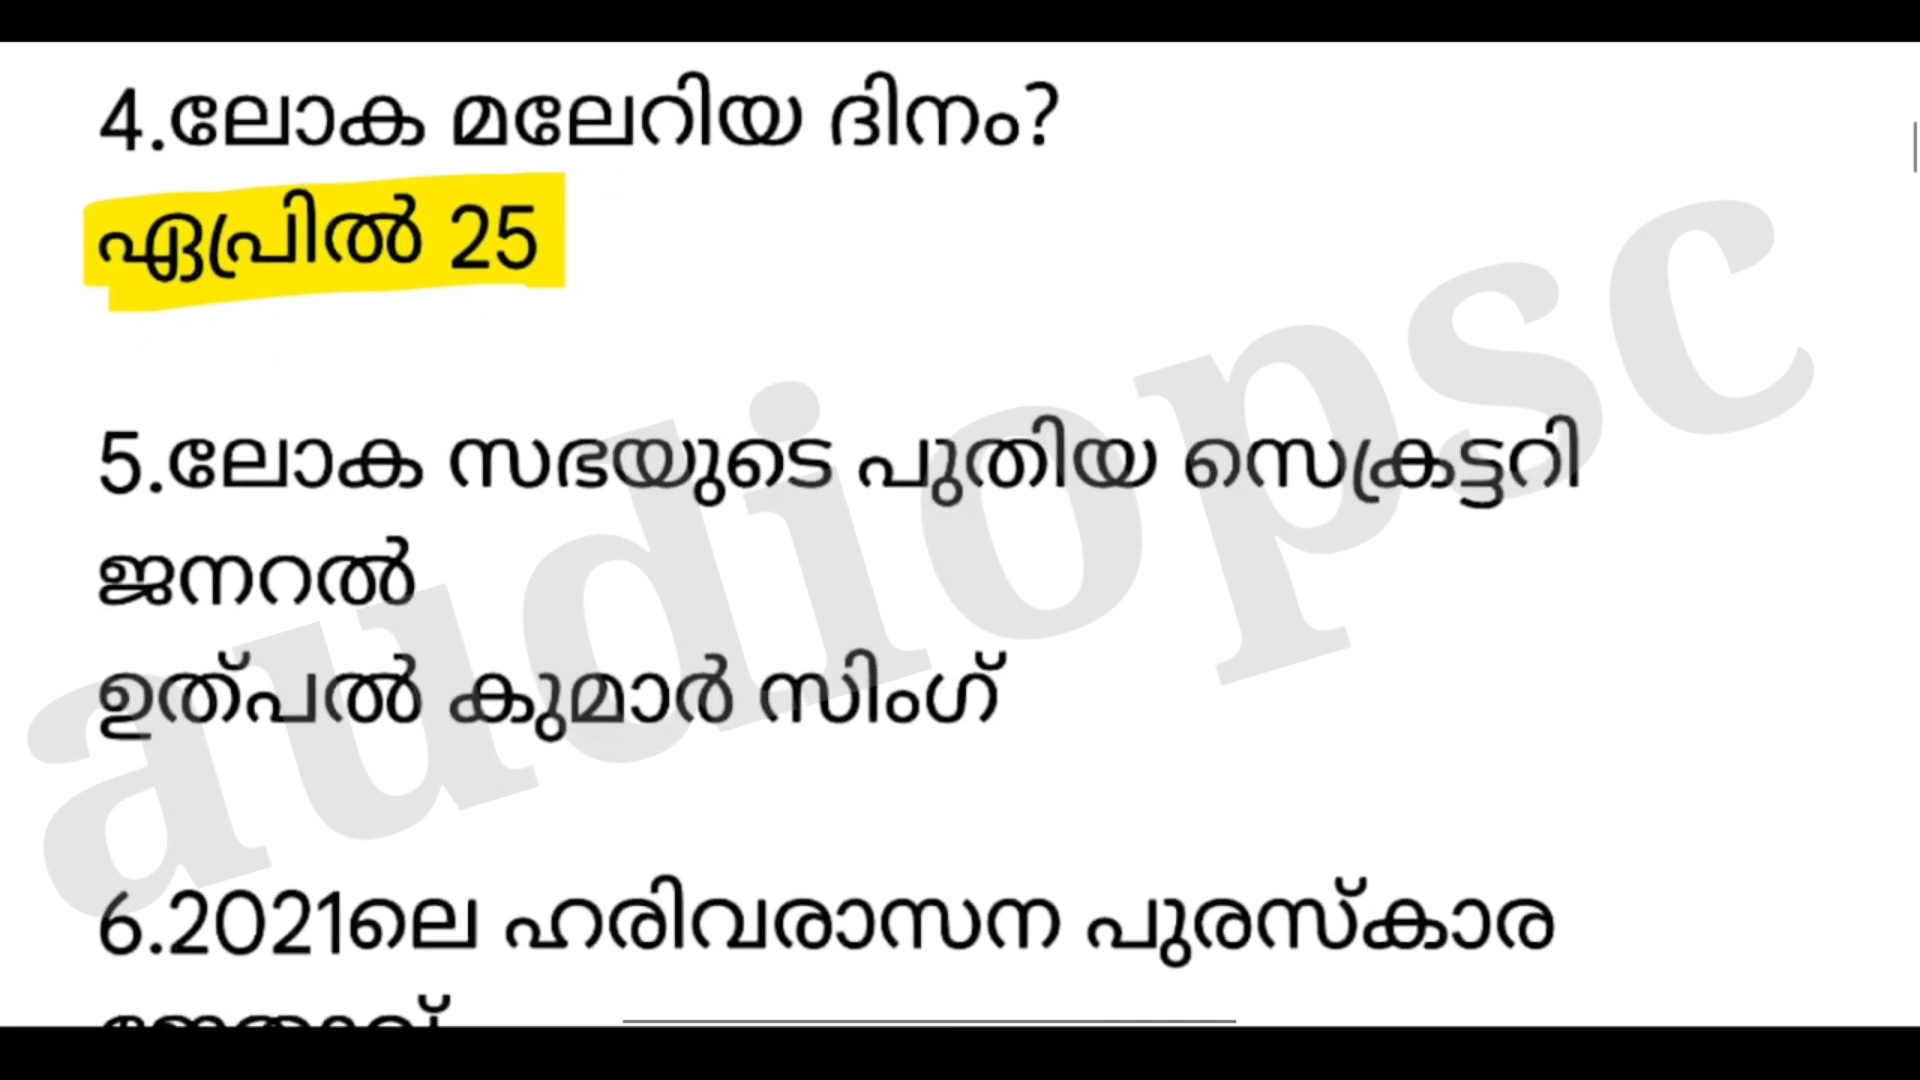 4.ലോക മലേറിയ ദിനം?
ഏപ്രിൽ 25
5.ലോക സഭയുടെ പുതിയ സെക്രട്ടറി
ജനറൽ
ഉത്പൽ കുമാർ സിംഗ്
6.2021ലെ ഹരിവരാസന പുരസ്കാര
audiopsc